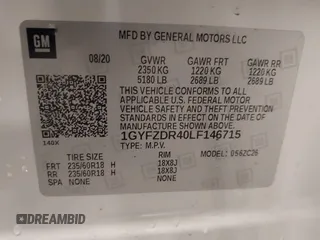 GM
MFD BY GENERAL MOTORS LLC
08/20
GVWR GAWR FRT GAWR RR
2350 KG 1220 KG 1220 KG
5180 LB 2689 LB 2689 LB
THIS VEHICLE CONFORMS TO ALL
APPLICABLE U.S. FEDERAL MOTOR
VEHICLE SAFETY AND THEFT
PREVENTION STANDARDS IN EFFECT
ON THE DATE OF MANUFACTURE
SHOWN ABOVE.
1GYFZDR40LF146715
140X
TYPE: M.P.V.
MODEL: 0562C26
TIRE SIZE RIM
FRT 235/60R18 H 18X8J
RR 235/60R18 H 18X8J
SPA NONE NONE
© DREAMBID